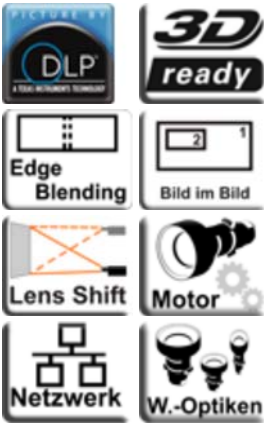 PICTURE BY
DLP®
A TEXAS INSTRUMENTS TECHNOLOGY
3D
ready
Edge
Blending
2
1
Bild im Bild
Lens Shift
Motor
Netzwerk
W.-Optiken